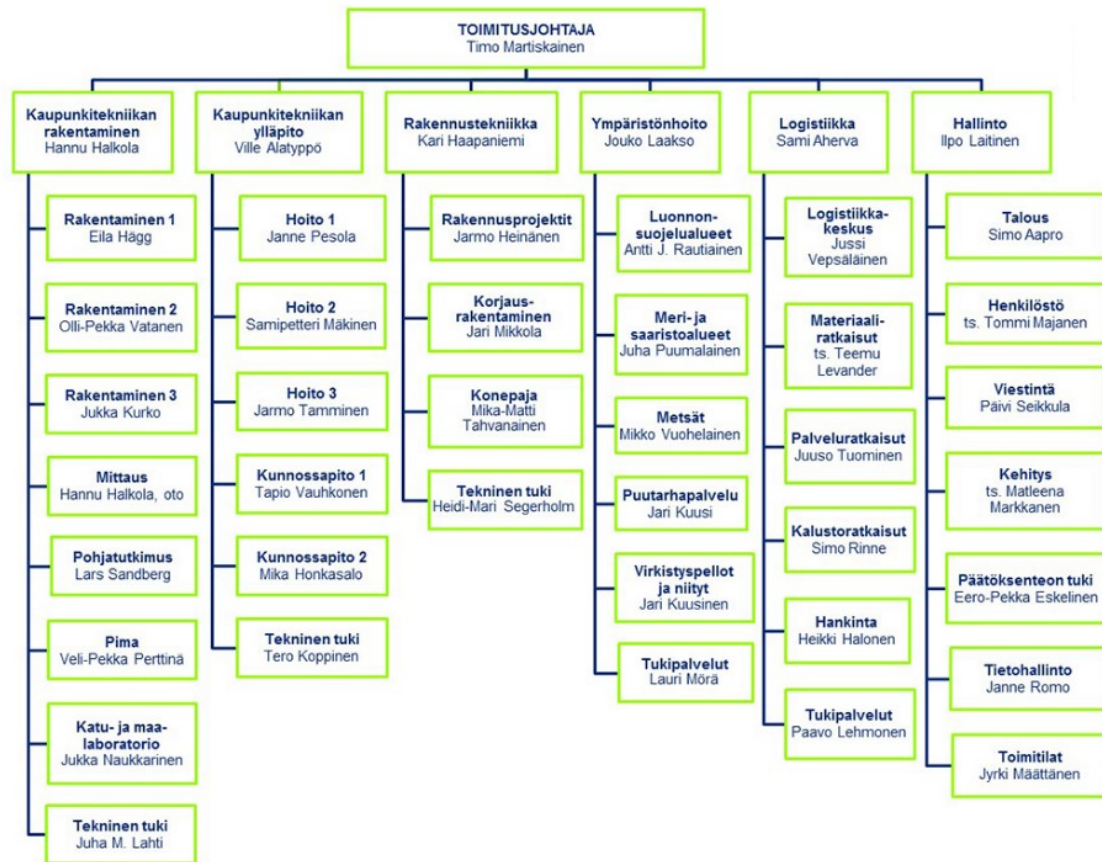 TOIMITUSJOHTAJA
Timo Martiskainen
Kaupunkitekniikan
rakentaminen
Hannu Halkola
Rakentaminen 1
Eila Hägg
Rakentaminen 2
Olli-Pekka Vatanen
Rakentaminen 3
Jukka Kurko
Mittaus
Hannu Halkola, oto
Pohjatutkimus
Lars Sandberg
Pima
Veli-Pekka Perttinä
Katu- ja maa-
laboratorio
Jukka Naukkarinen
Tekninen tuki
Juha M. Lahti
Kaupunkitekniikan
ylläpito
Ville Alatyppö
Hoito 1
Janne Pesola
Hoito 2
Samipetteri Mäkinen
Hoito 3
Jarmo Tamminen
Kunnossapito 1
Tapio Vauhkonen
Kunnossapito 2
Mika Honkasalo
Tekninen tuki
Tero Koppinen
Rakennustekniikka
Kari Haapaniemi
Rakennusprojektit
Jarmo Heinänen
Korjaus-
rakentaminen
Jari Mikkola
Konepaja
Mika-Matti
Tahvanainen
Tekninen tuki
Heidi-Mari Segerholm
Ympäristönhoito
Jouko Laakso
Luonnon-
suojelualueet
Antti J. Rautiainen
Meri- ja
saaristoalueet
Juha Puumalainen
Metsät
Mikko Vuohelainen
Puutarhapalvelu
Jari Kuusi
Virkistyspellot
ja niityt
Jari Kuusinen
Tukipalvelut
Lauri Mörä
Logistiikka
Sami Aherva
Logistiikka-
keskus
Jussi
Vepsäläinen
Materiaali-
ratkaisut
ts. Teemu
Levander
Palveluratkaisut
Juuso Tuominen
Kalustoratkaisut
Simo Rinne
Hankinta
Heikki Halonen
Tukipalvelut
Paavo Lehmonen
Hallinto
Ilpo Laitinen
Talous
Simo Aapro
Henkilöstö
ts. Tommi Majanen
Viestintä
Päivi Seikkula
Kehitys
ts. Matleena
Markkanen
Päätöksenteon tuki
Eero-Pekka Eskelinen
Tietohallinto
Janne Romo
Toimitilat
Jyrki Määttänen